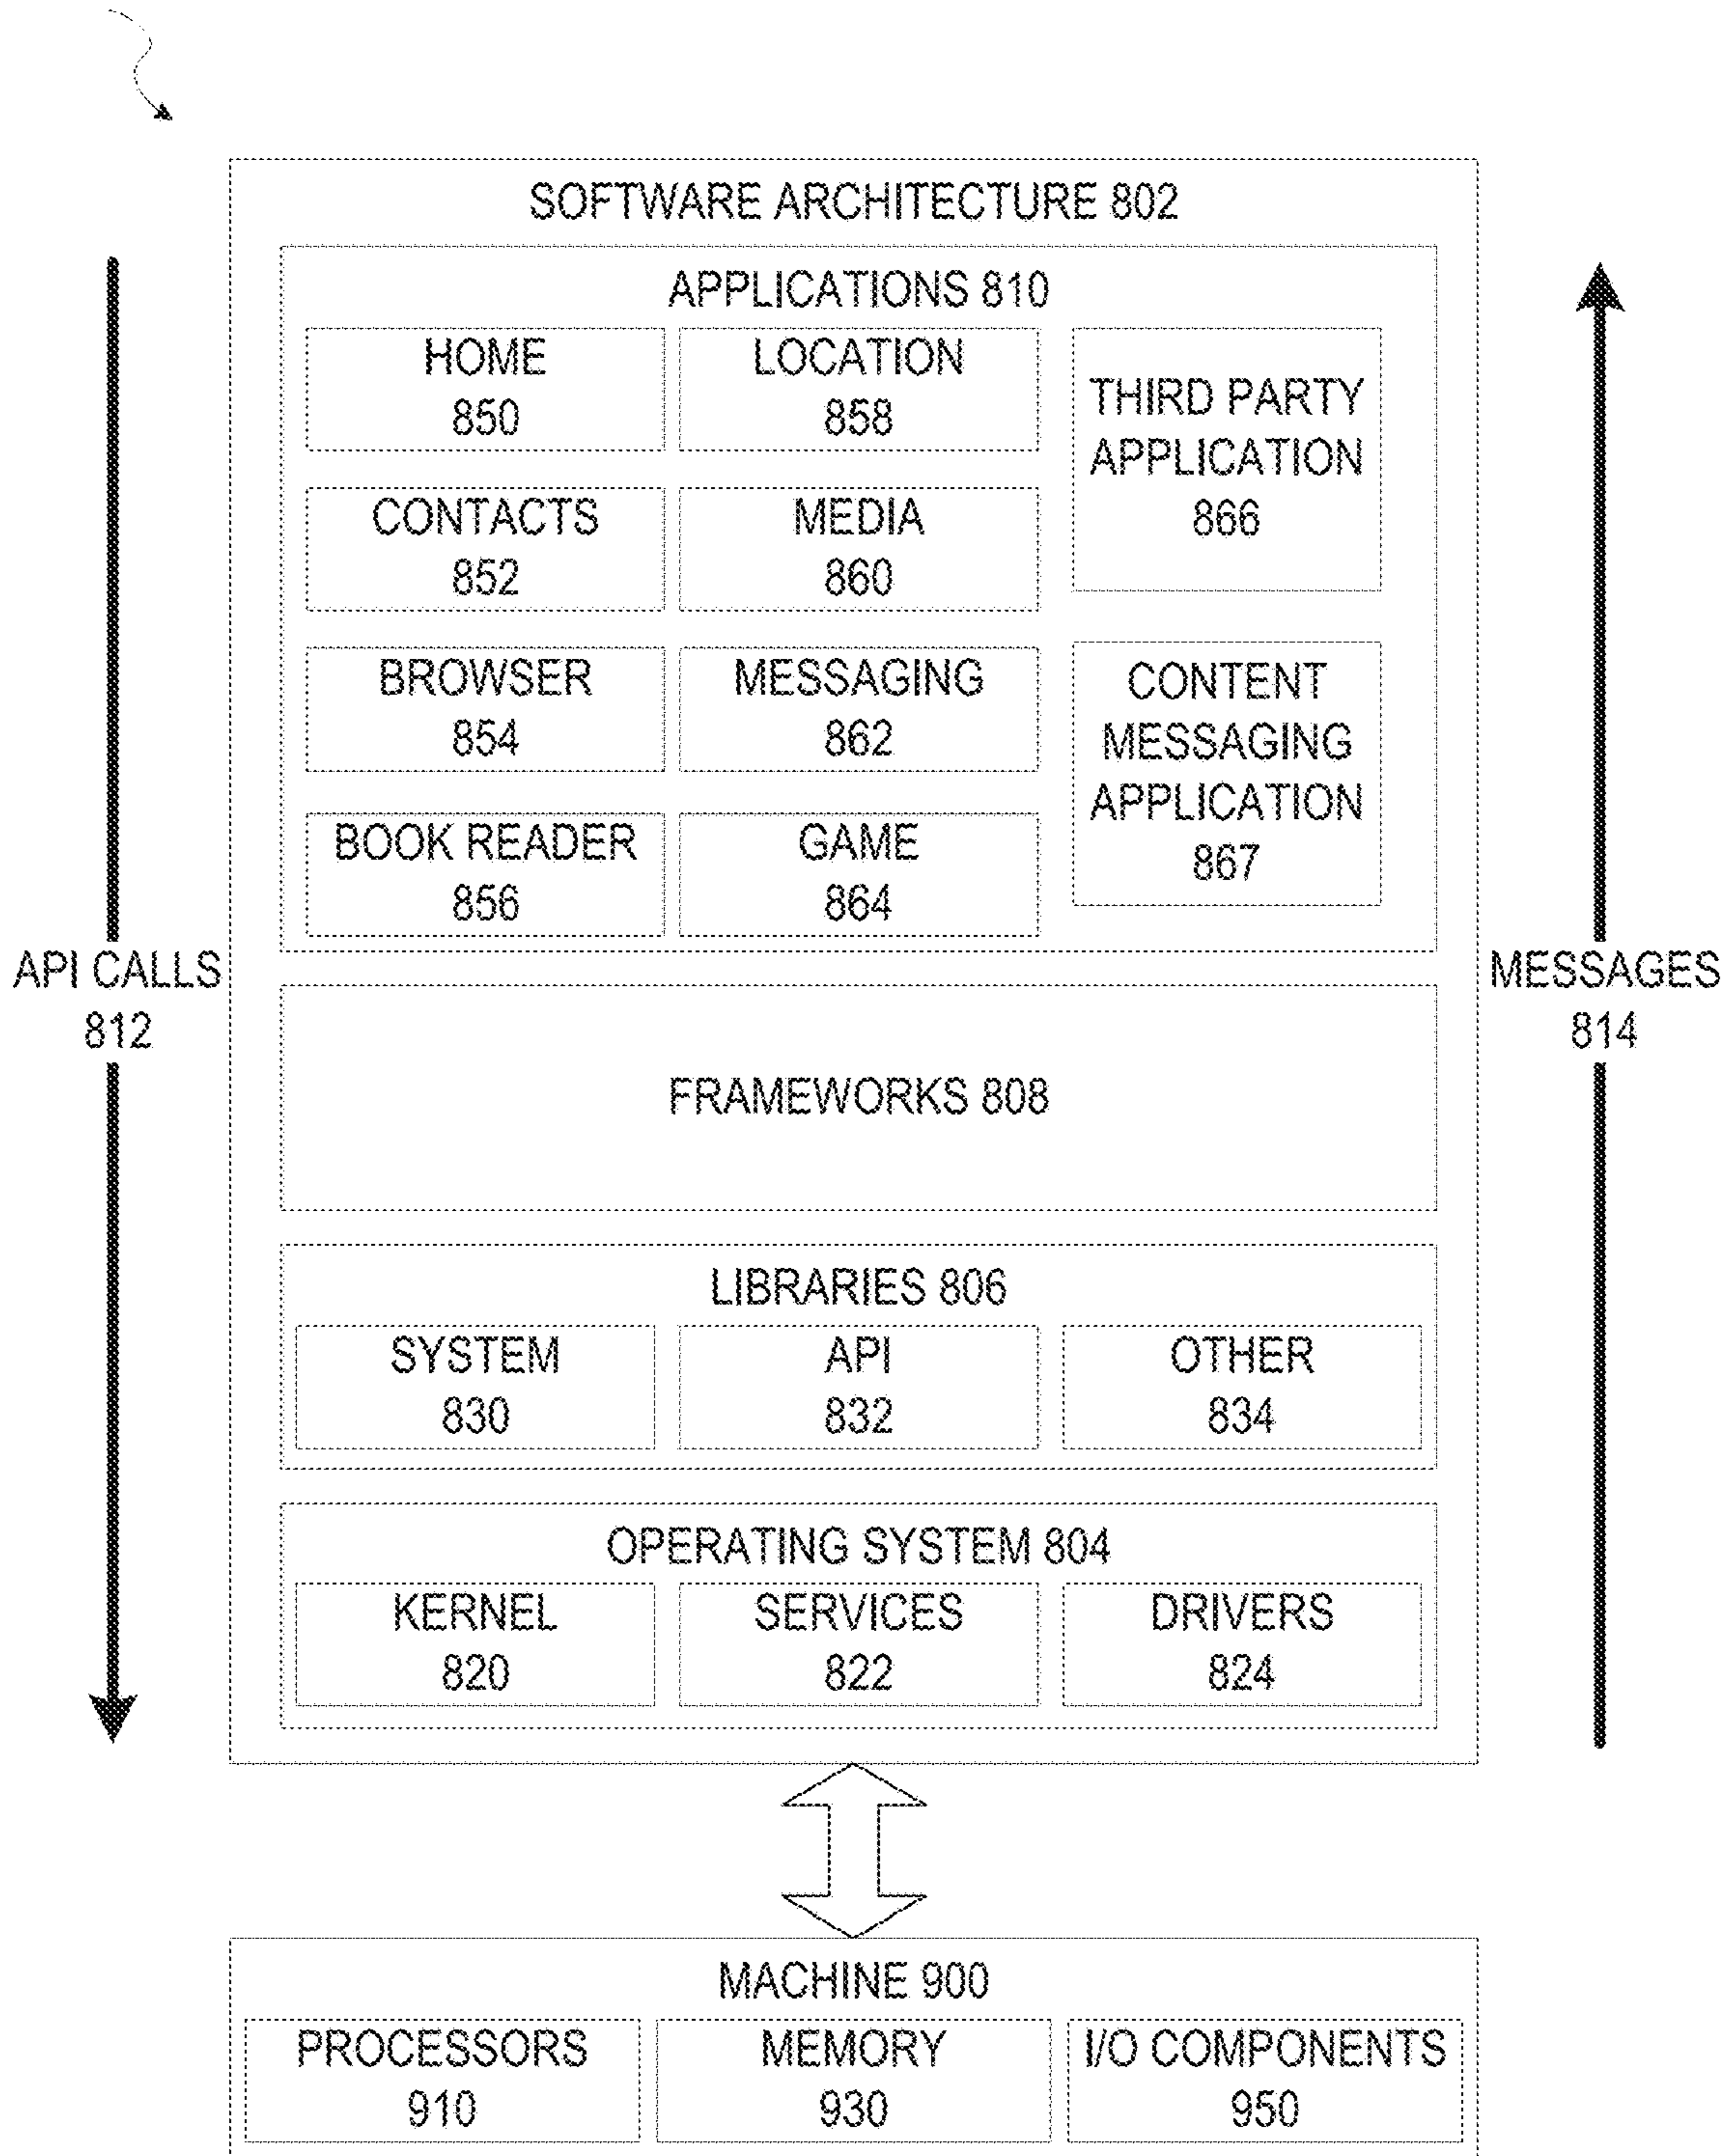 SOFTWARE ARCHITECTURE 802
APPLICATIONS 810
HOME
850
LOCATION
858
THIRD PARTY
APPLICATION
866
CONTACTS
852
MEDIA
860
BROWSER
854
MESSAGING
862
CONTENT
MESSAGING
APPLICATION
867
BOOK READER
856
GAME
864
API CALLS
812
MESSAGES
814
FRAMEWORKS 808
LIBRARIES 806
SYSTEM
830
API
832
OTHER
834
OPERATING SYSTEM 804
KERNEL
820
SERVICES
822
DRIVERS
824
MACHINE 900
PROCESSORS
910
MEMORY
930
I/O COMPONENTS
950